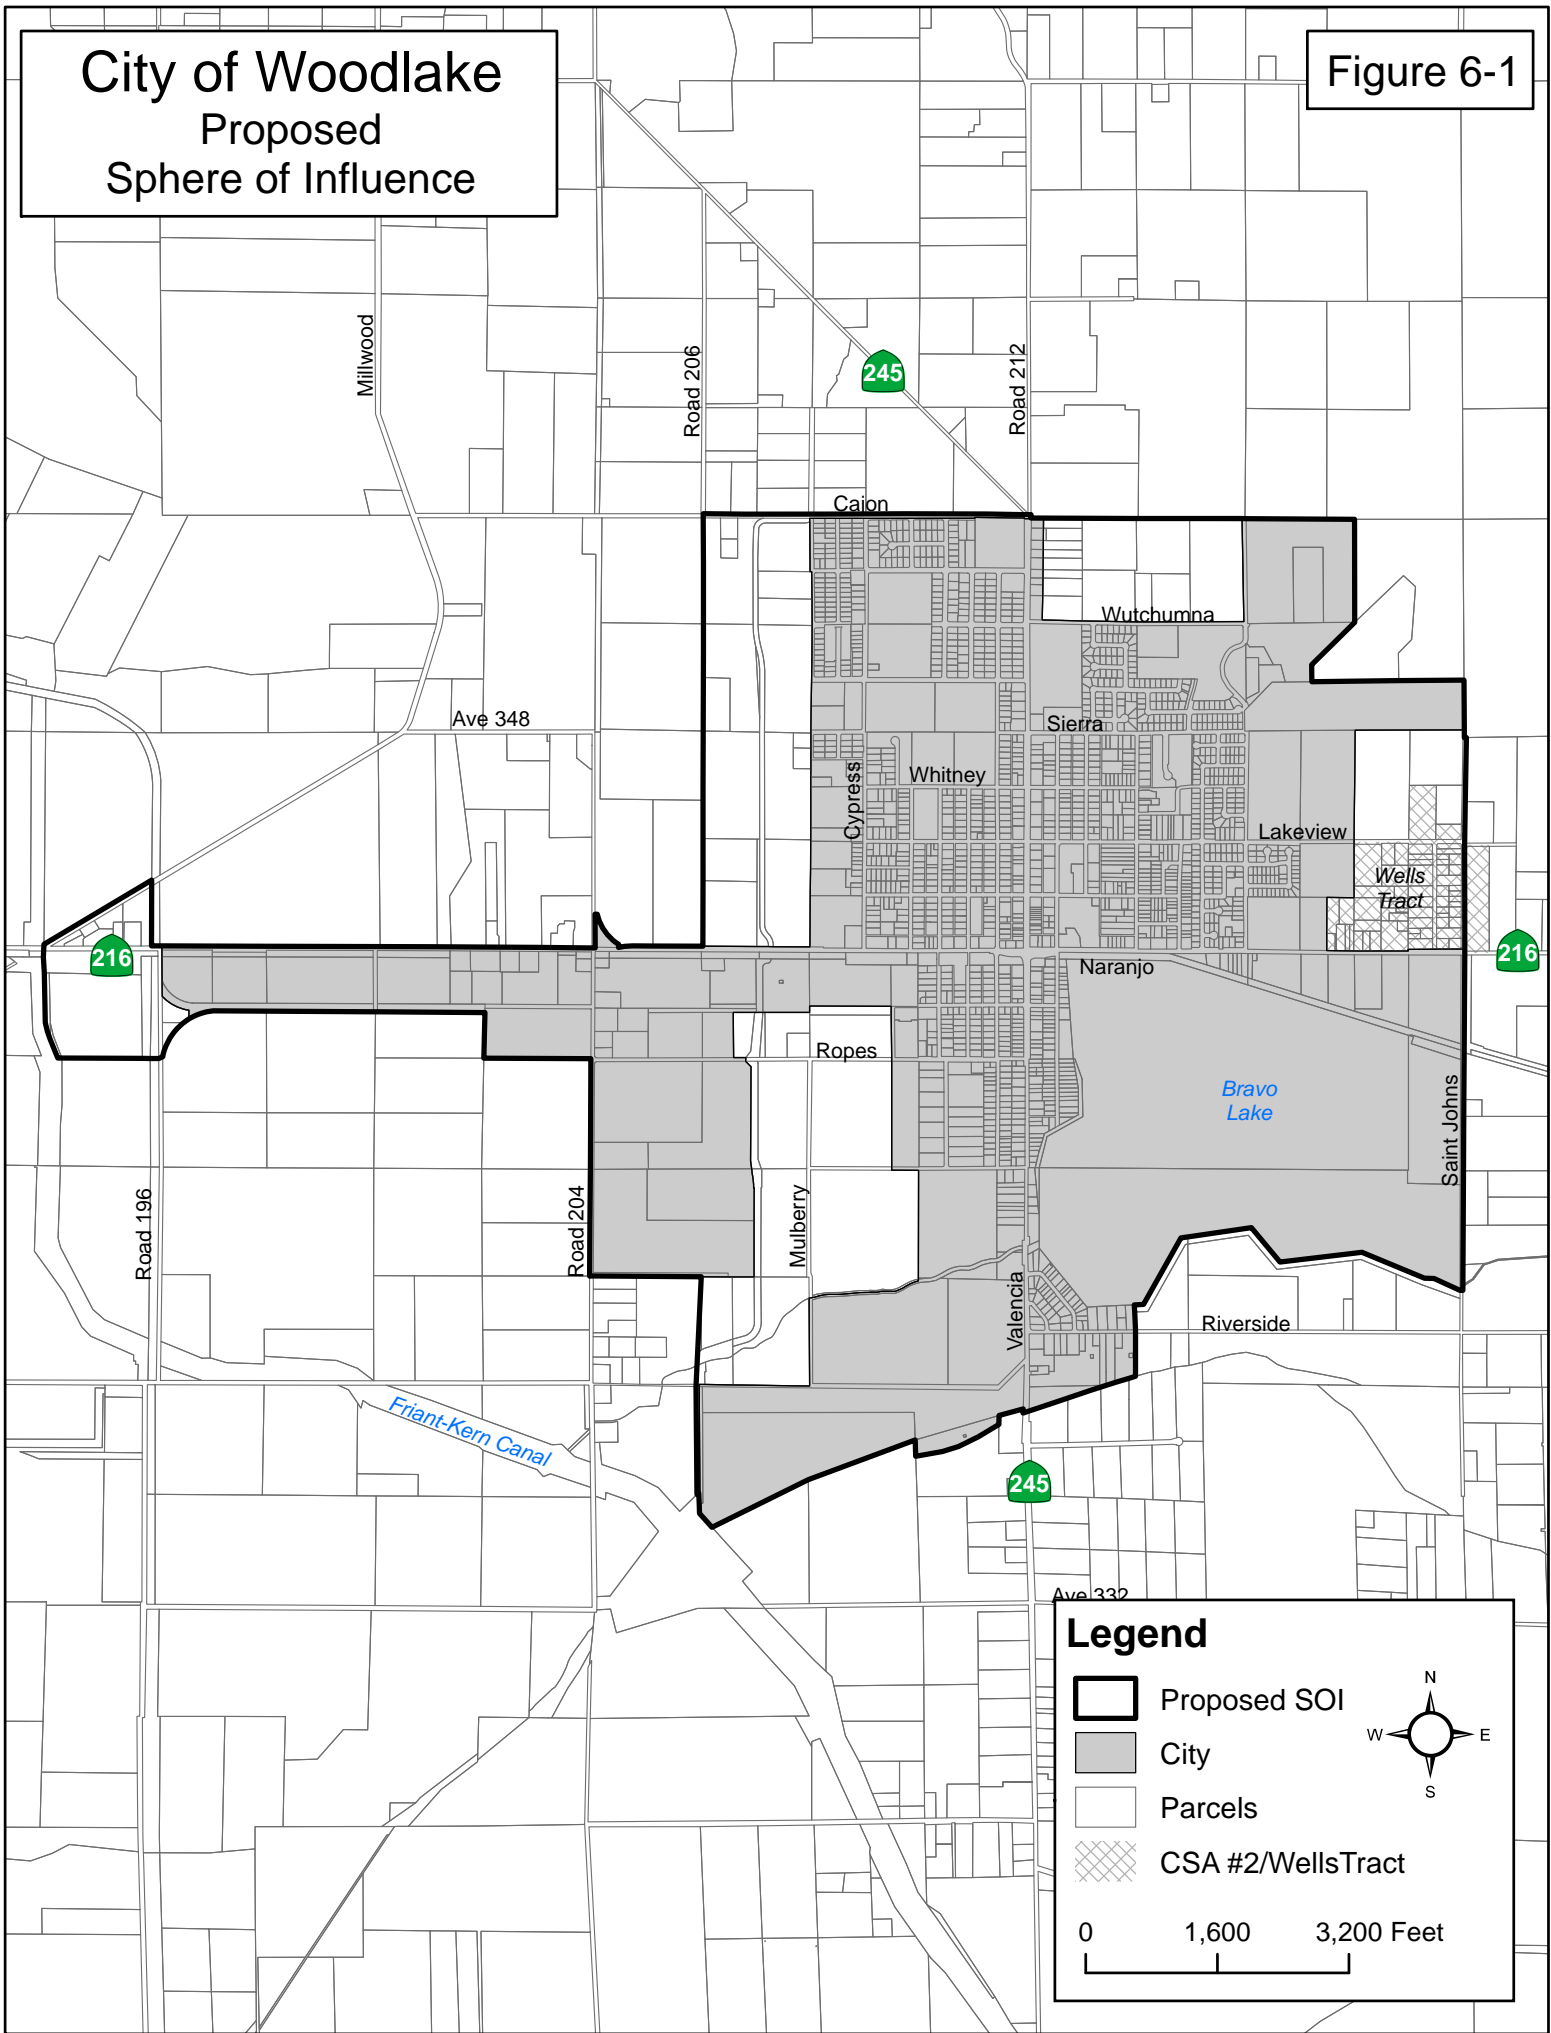 City of Woodlake
Proposed
Sphere of Influence
Figure 6-1
Millwood
Road 206
245
Road 212
Cajon
Wutchumna
Ave 348
Sierra
Whitney
Cypress
Lakeview
Wells
Tract
216
216
Naranjo
Ropes
Bravo
Lake
Saint Johns
Road 196
Road 204
Mulberry
Valencia
Riverside
Friant-Kern Canal
245
Ave 332
Legend
Proposed SOI
City
Parcels
CSA #2/WellsTract
N
W
E
S
0
1,600
3,200 Feet